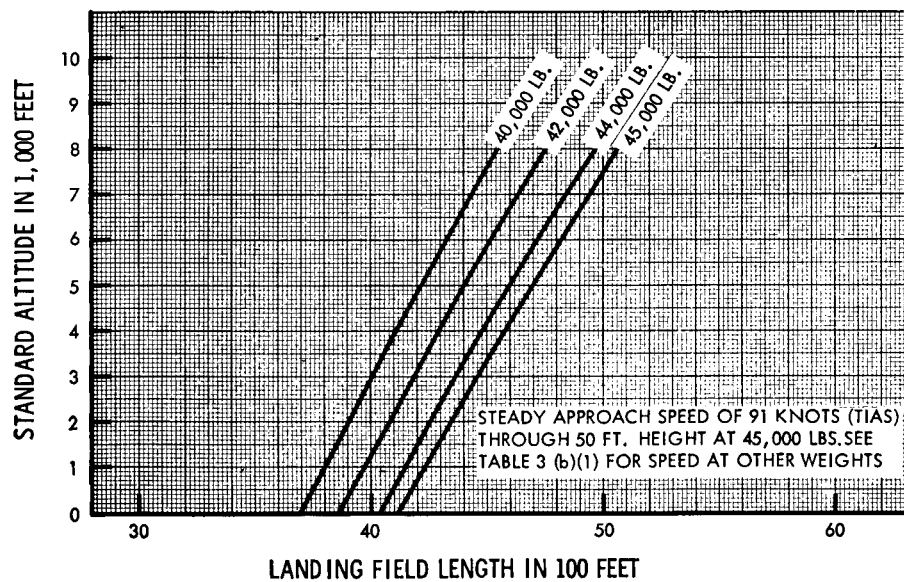 STANDARD ALTITUDE IN 1,000 FEET
10
9
8
7
6
5
4
3
2
1
0
40,000 LB.
42,000 LB.
44,000 LB.
45,000 LB.
STEADY APPROACH SPEED OF 91 KNOTS (TIAS)
THROUGH 50 FT. HEIGHT AT 45,000 LBS.SEE
TABLE 3 (b)(1) FOR SPEED AT OTHER WEIGHTS
30
40
50
60
LANDING FIELD LENGTH IN 100 FEET